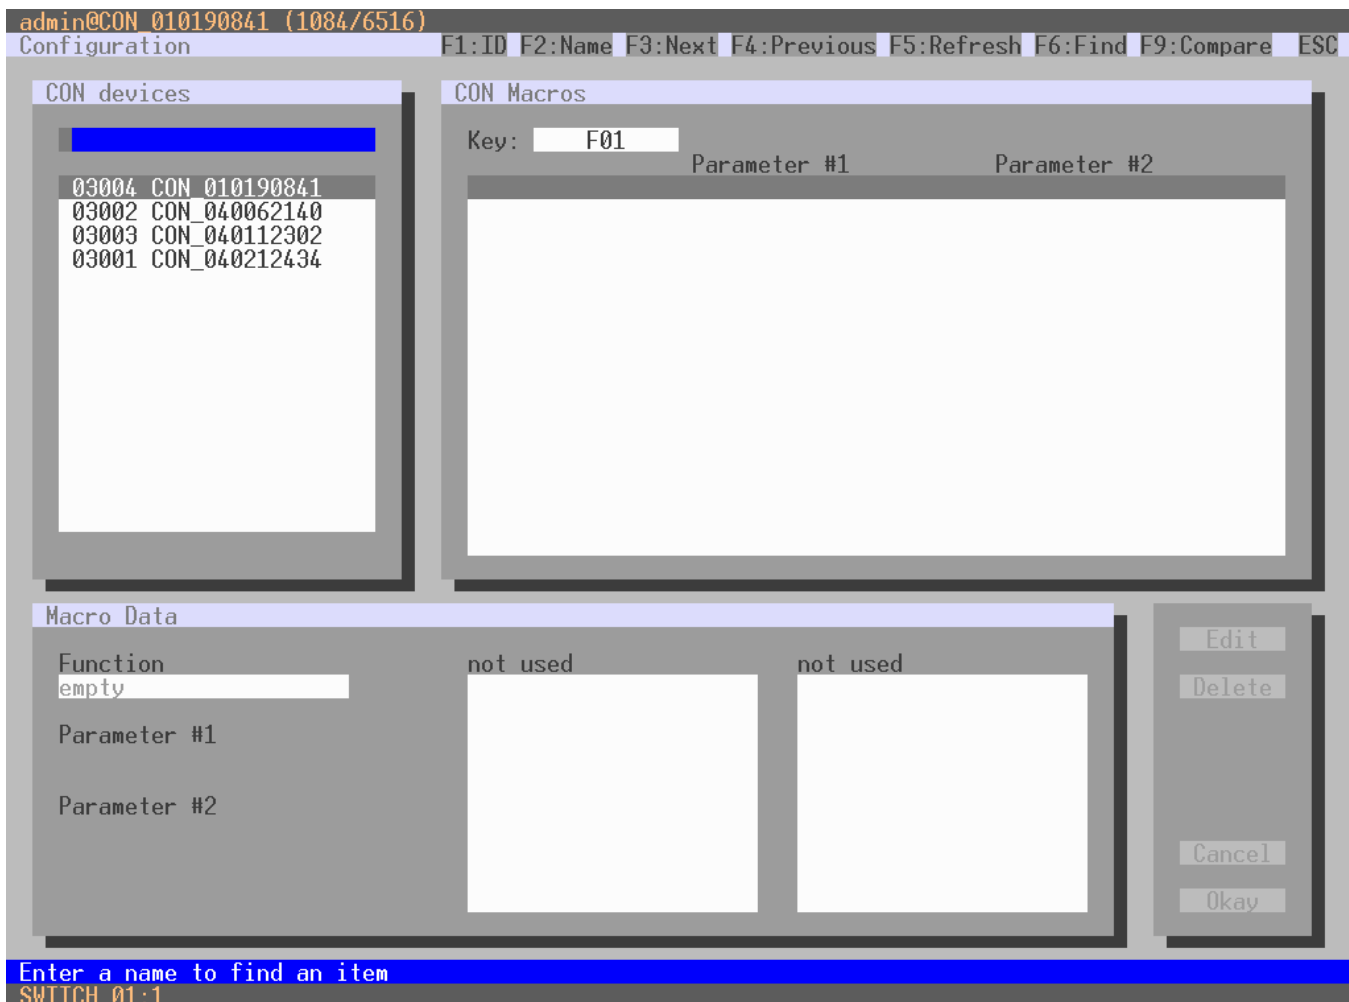 admin@CON_010190841 (1084/6516)
Configuration F1:ID F2:Name F3:Next F4:Previous F5:Refresh F6:Find F9:Compare ESC
CON devices
03004 CON_010190841
03002 CON_040062140
03003 CON_040112302
03001 CON_040212434
CON Macros
Key: F01
Parameter #1 Parameter #2
Macro Data
Function
empty
Parameter #1
Parameter #2
not used
not used
Edit
Delete
Cancel
Okay
Enter a name to find an item
SWITCH_01:1